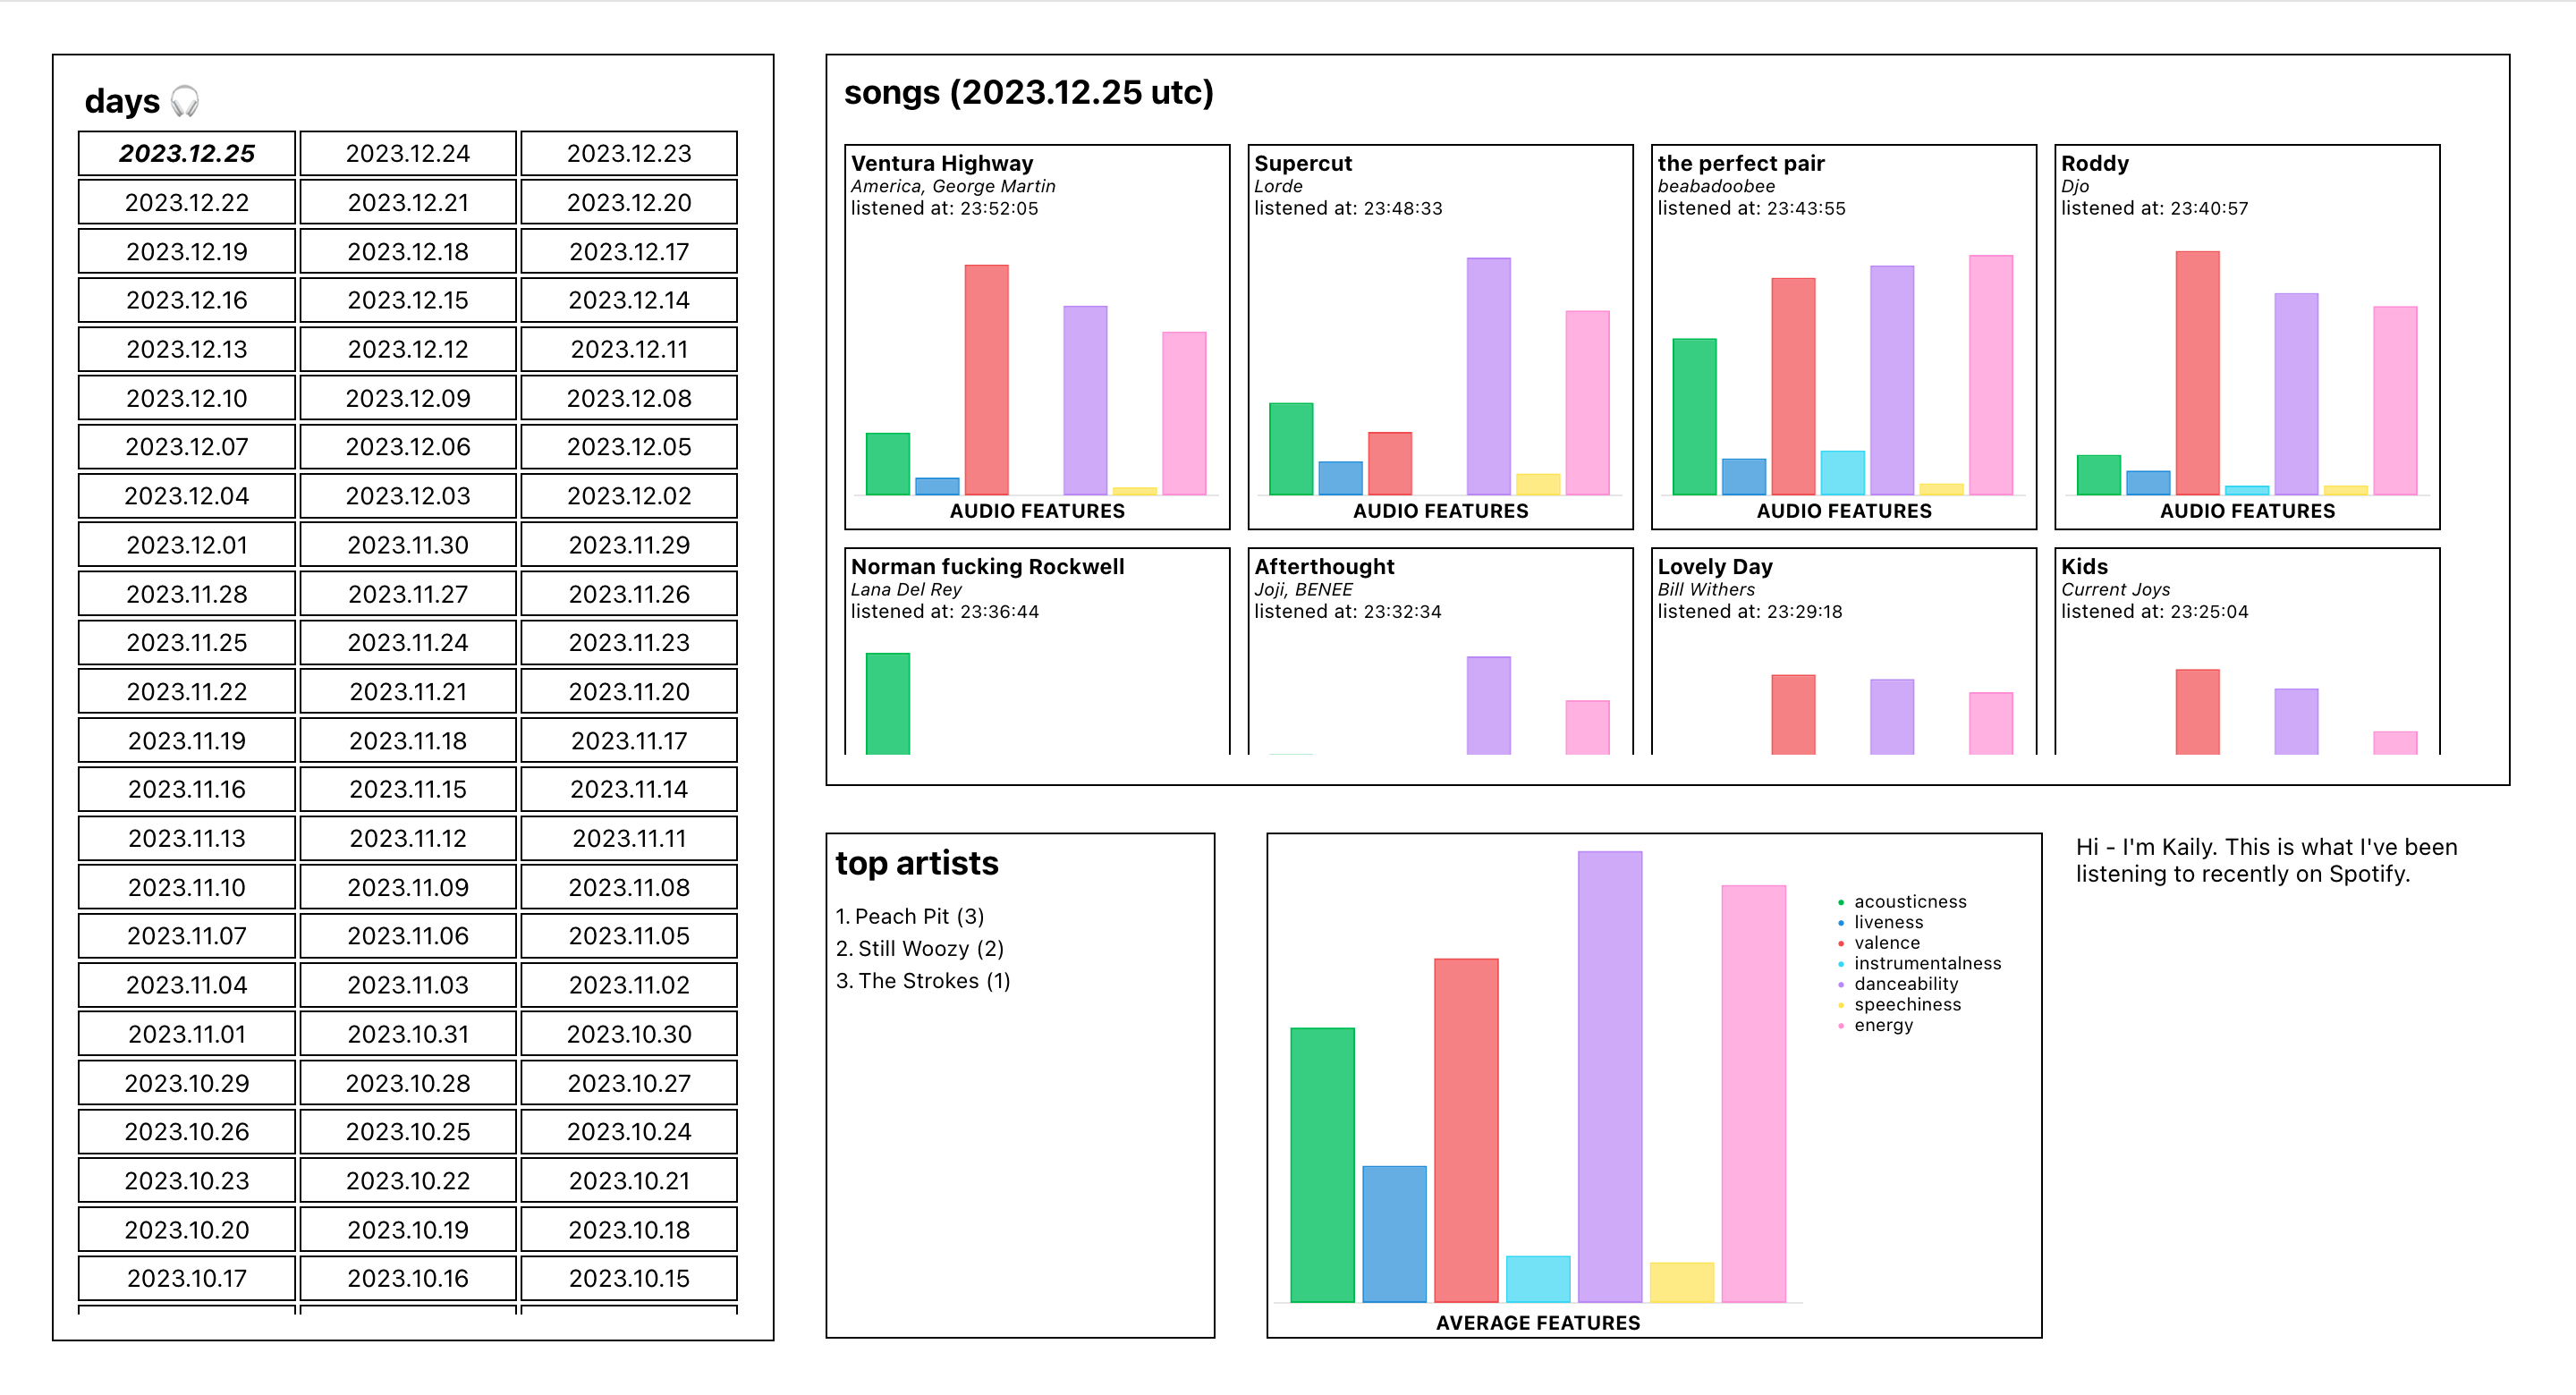 days 🎧
2023.12.25 2023.12.24 2023.12.23
2023.12.22 2023.12.21 2023.12.20
2023.12.19 2023.12.18 2023.12.17
2023.12.16 2023.12.15 2023.12.14
2023.12.13 2023.12.12 2023.12.11
2023.12.10 2023.12.09 2023.12.08
2023.12.07 2023.12.06 2023.12.05
2023.12.04 2023.12.03 2023.12.02
2023.12.01 2023.11.30 2023.11.29
2023.11.28 2023.11.27 2023.11.26
2023.11.25 2023.11.24 2023.11.23
2023.11.22 2023.11.21 2023.11.20
2023.11.19 2023.11.18 2023.11.17
2023.11.16 2023.11.15 2023.11.14
2023.11.13 2023.11.12 2023.11.11
2023.11.10 2023.11.09 2023.11.08
2023.11.07 2023.11.06 2023.11.05
2023.11.04 2023.11.03 2023.11.02
2023.11.01 2023.10.31 2023.10.30
2023.10.29 2023.10.28 2023.10.27
2023.10.26 2023.10.25 2023.10.24
2023.10.23 2023.10.22 2023.10.21
2023.10.20 2023.10.19 2023.10.18
2023.10.17 2023.10.16 2023.10.15
songs (2023.12.25 utc)
Ventura Highway
America, George Martin
listened at: 23:52:05
AUDIO FEATURES
Supercut
Lorde
listened at: 23:48:33
AUDIO FEATURES
the perfect pair
beabadoobee
listened at: 23:43:55
AUDIO FEATURES
Roddy
Djo
listened at: 23:40:57
AUDIO FEATURES
Norman fucking Rockwell
Lana Del Rey
listened at: 23:36:44
Afterthought
Joji, BENEE
listened at: 23:32:34
Lovely Day
Bill Withers
listened at: 23:29:18
Kids
Current Joys
listened at: 23:25:04
top artists
1. Peach Pit (3)
2. Still Woozy (2)
3. The Strokes (1)
acousticness
liveness
valence
instrumentalness
danceability
speechiness
energy
AVERAGE FEATURES
Hi - I'm Kaily. This is what I've been
listening to recently on Spotify.